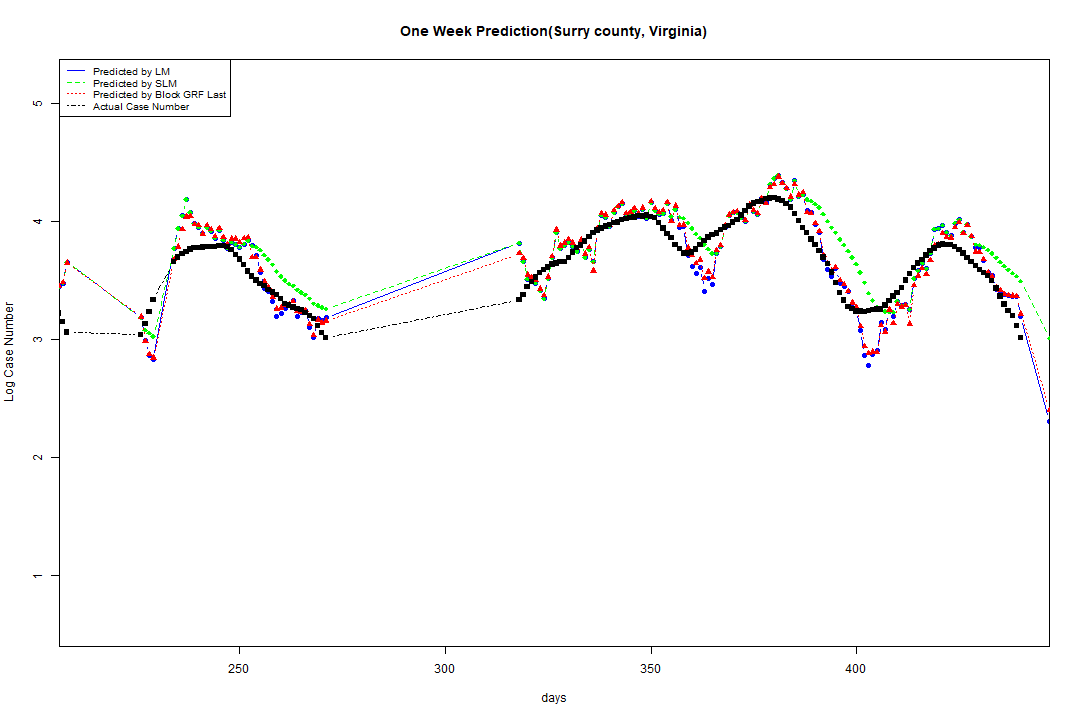 One Week Prediction(Surry county, Virginia)
Predicted by LM
Predicted by SLM
Predicted by Block GRF Last
Actual Case Number
5
4
3
2
1
Log Case Number
250
300
350
400
days